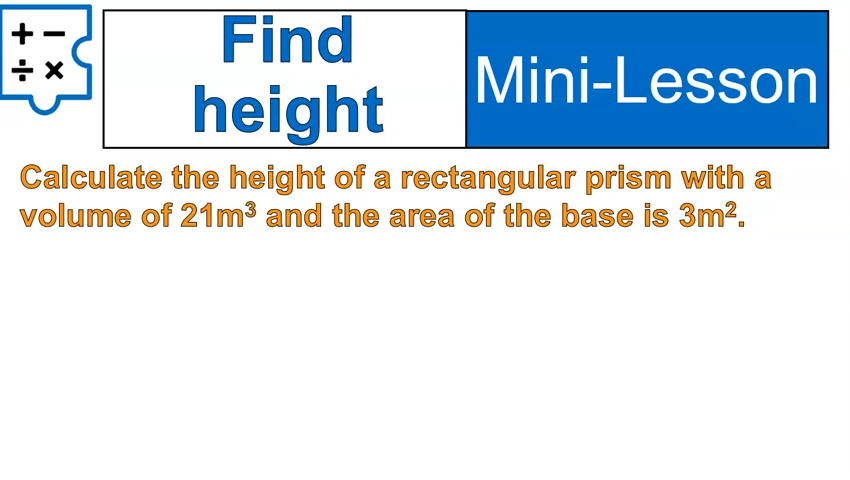 + −
÷ ×
Find
height
Mini-Lesson
Calculate the height of a rectangular prism with a
volume of 21m³ and the area of the base is 3m².